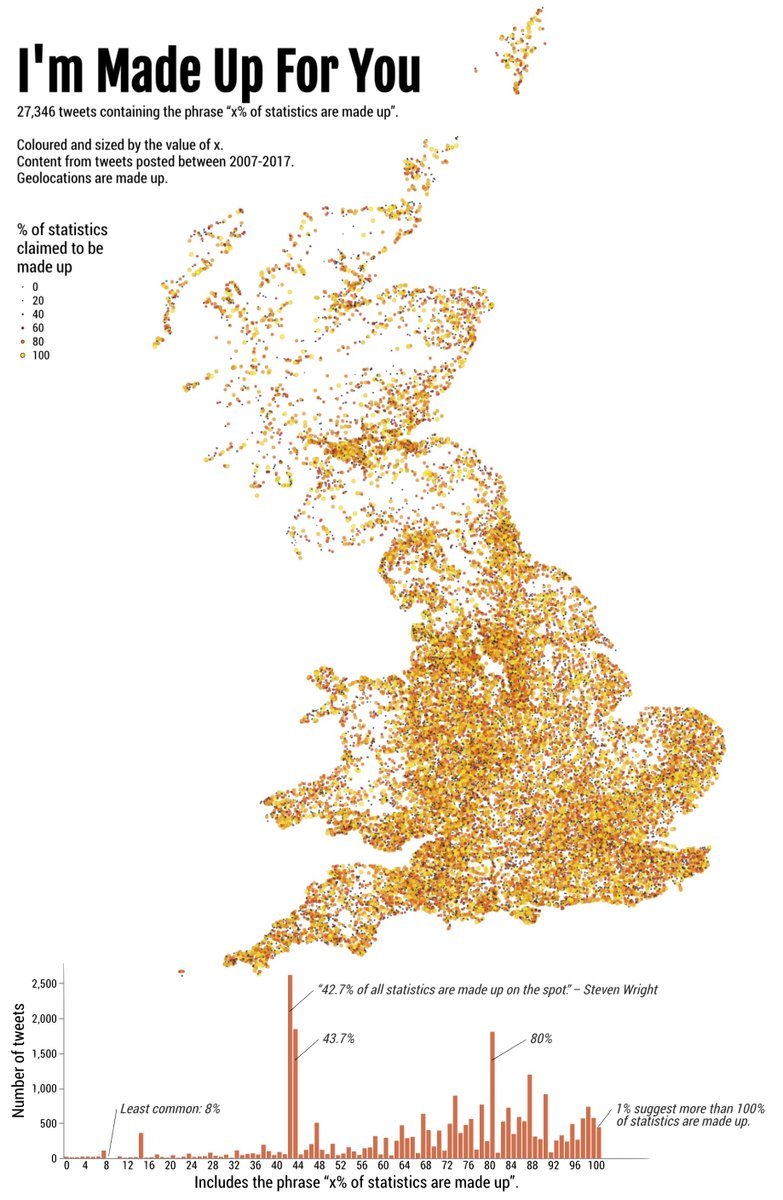 I'm Made Up For You
27,346 tweets containing the phrase “x% of statistics are made up”.
Coloured and sized by the value of x.
Content from tweets posted between 2007-2017.
Geolocations are made up.
% of statistics
claimed to be
made up
0
20
40
60
80
100
Number of tweets
2,500
2,000
1,500
1,000
500
0
“42.7% of all statistics are made up on the spot.” – Steven Wright
43.7%
80%
Least common: 8%
1% suggest more than 100%
of statistics are made up.
0 4 8 12 16 20 24 28 32 36 40 44 48 52 56 60 64 68 72 76 80 84 88 92 96 100
Includes the phrase “x% of statistics are made up”.